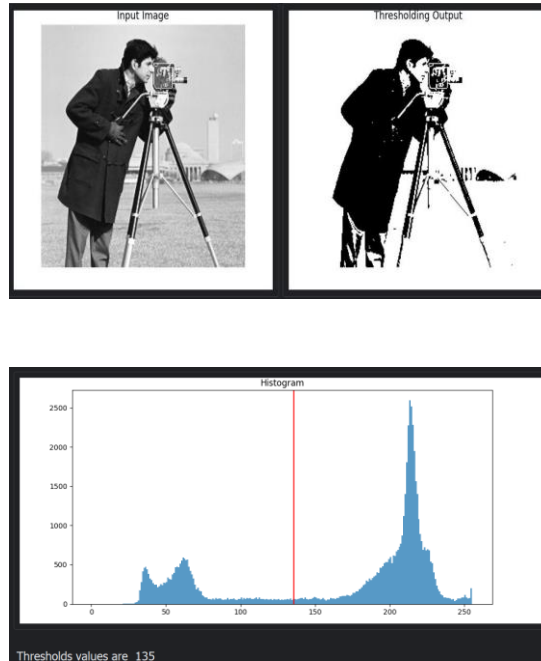 Input Image
Thresholding Output
Histogram
2500
2000
1500
1000
500
0
0 50 100 150 200 250
Thresholds values are 135